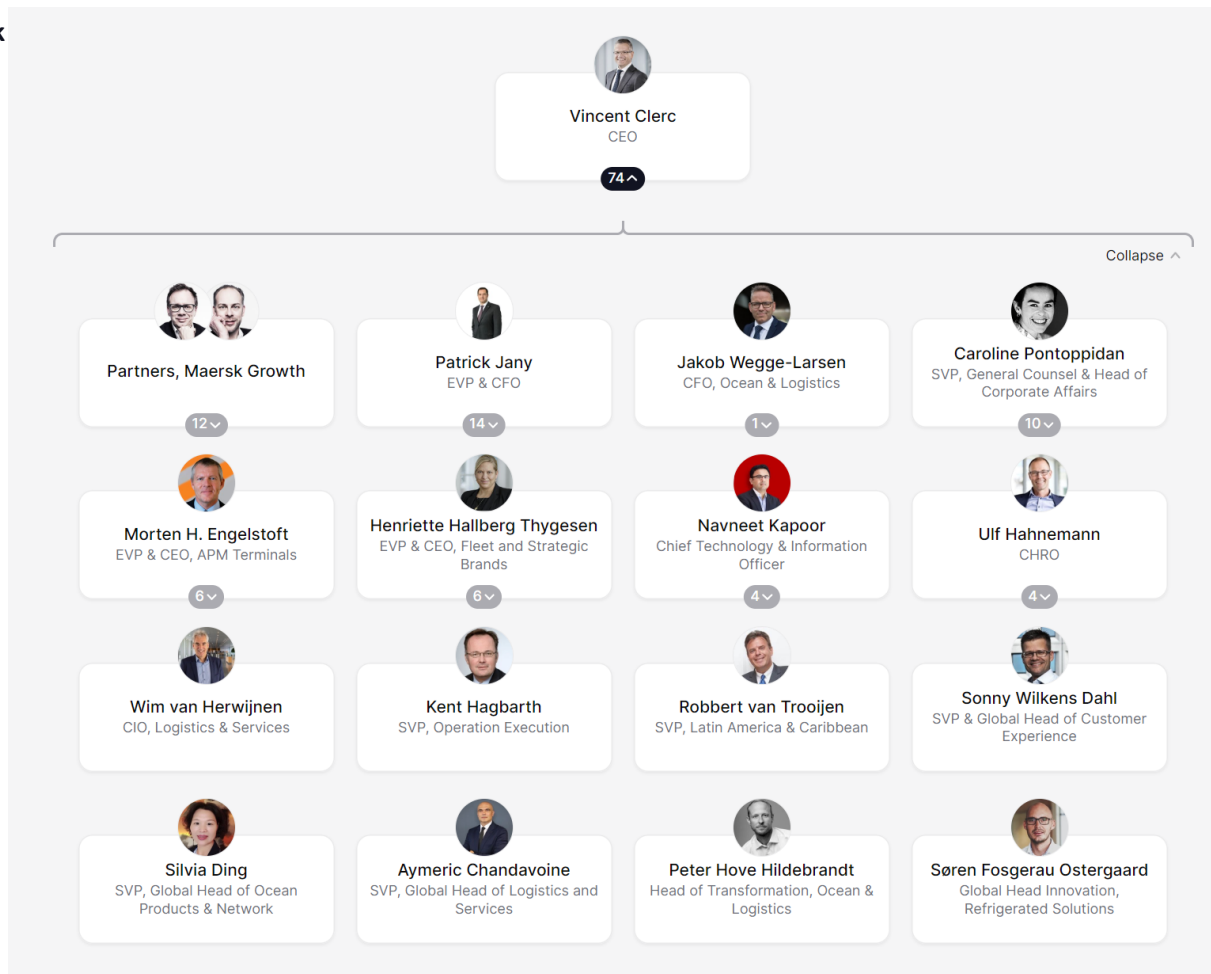 k
Vincent Clerc
CEO
74
Collapse
Partners, Maersk Growth
12
Patrick Jany
EVP & CFO
14
Jakob Wegge-Larsen
CFO, Ocean & Logistics
1
Caroline Pontoppidan
SVP, General Counsel & Head of
Corporate Affairs
10
Morten H. Engelstoft
EVP & CEO, APM Terminals
6
Henriette Hallberg Thygesen
EVP & CEO, Fleet and Strategic
Brands
6
Navneet Kapoor
Chief Technology & Information
Officer
4
Ulf Hahnemann
CHRO
4
Wim van Herwijnen
CIO, Logistics & Services
Kent Hagbarth
SVP, Operation Execution
Robbert van Trooijen
SVP, Latin America & Caribbean
Sonny Wilkens Dahl
SVP & Global Head of Customer
Experience
Silvia Ding
SVP, Global Head of Ocean
Products & Network
Aymeric Chandavoine
SVP, Global Head of Logistics and
Services
Peter Hove Hildebrandt
Head of Transformation, Ocean &
Logistics
Søren Fosgerau Ostergaard
Global Head Innovation,
Refrigerated Solutions